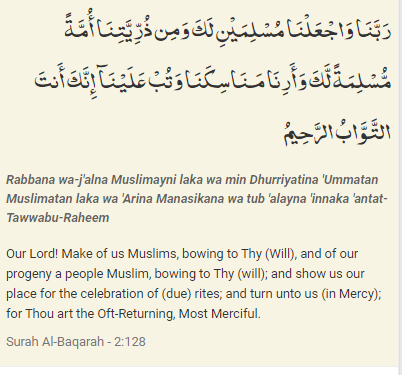 رَبَّنَا وَاجْعَلْنَا مُسْلِمَيْنِ لَكَ وَمِن ذُرِّيَّتِنَا أُمَّةً
مُّسْلِمَةً لَّكَ وَأَرِنَا مَنَاسِكَنَا وَتُبْ عَلَيْنَآ إِنَّكَ أَنتَ
التَّوَّابُ الرَّحِيمُ
Rabbana wa-j'alna Muslimayni laka wa min Dhurriyatina 'Ummatan
Muslimatan laka wa 'Arina Manasikana wa tub 'alayna 'innaka 'antat-
Tawwabu-Raheem
Our Lord! Make of us Muslims, bowing to Thy (Will), and of our
progeny a people Muslim, bowing to Thy (will); and show us our
place for the celebration of (due) rites; and turn unto us (in Mercy);
for Thou art the Oft-Returning, Most Merciful.
Surah Al-Baqarah - 2:128